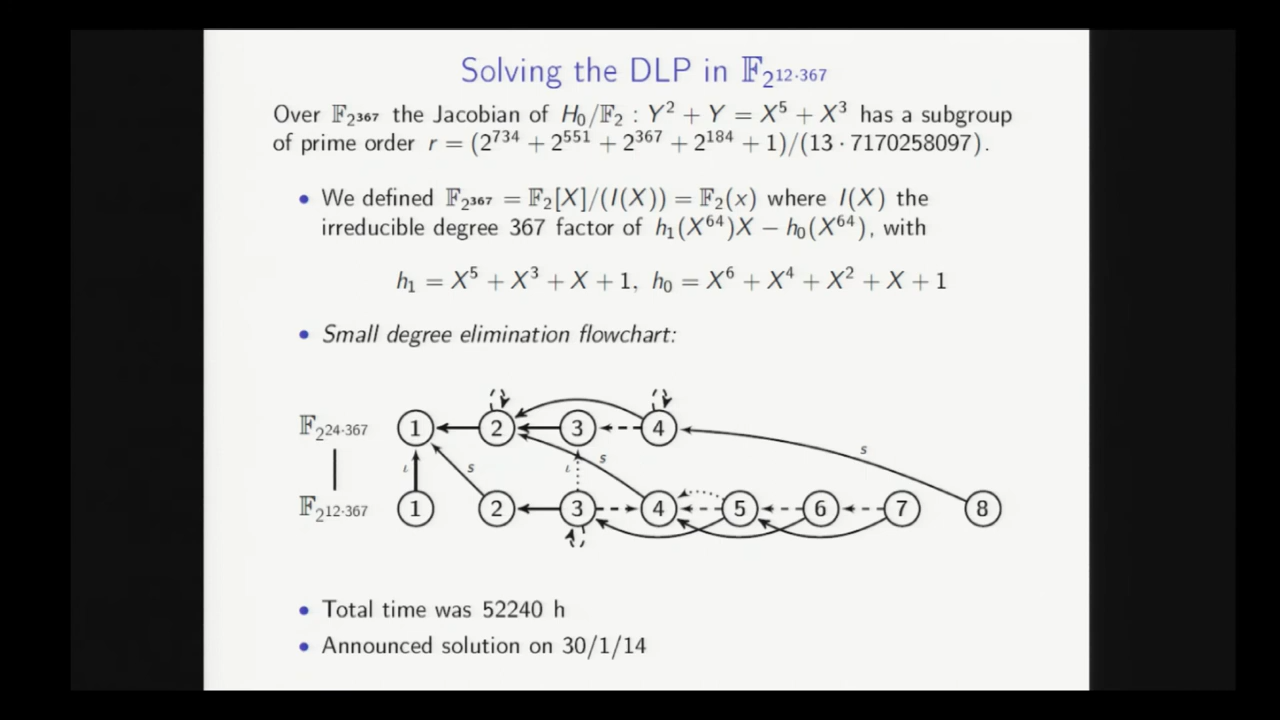 Solving the DLP in 𝔽₂12·367
Over 𝔽₂367 the Jacobian of H₀/𝔽₂ : Y² + Y = X⁵ + X³ has a subgroup
of prime order r = (2⁷³⁴ + 2⁵⁵¹ + 2³⁶⁷ + 2¹⁸⁴ + 1)/(13 · 7170258097).
• We defined 𝔽₂367 = 𝔽₂[X]/(I(X)) = 𝔽₂(x) where I(X) the
irreducible degree 367 factor of h₁(X⁶⁴)X − h₀(X⁶⁴), with
h₁ = X⁵ + X³ + X + 1, h₀ = X⁶ + X⁴ + X² + X + 1
• Small degree elimination flowchart:
𝔽₂24·367 1 2 3 4
s
ι s ι s
𝔽₂12·367 1 2 3 4 5 6 7 8
• Total time was 52240 h
• Announced solution on 30/1/14